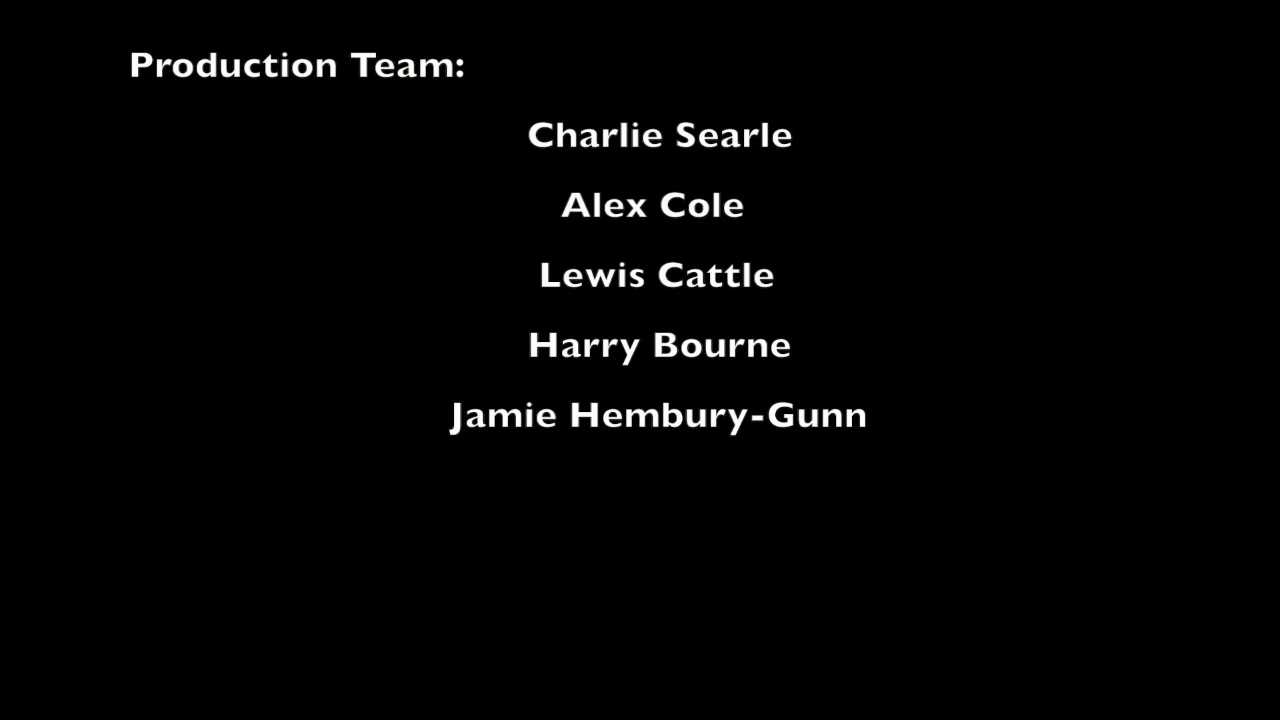 Production Team:
Charlie Searle
Alex Cole
Lewis Cattle
Harry Bourne
Jamie Hembury-Gunn